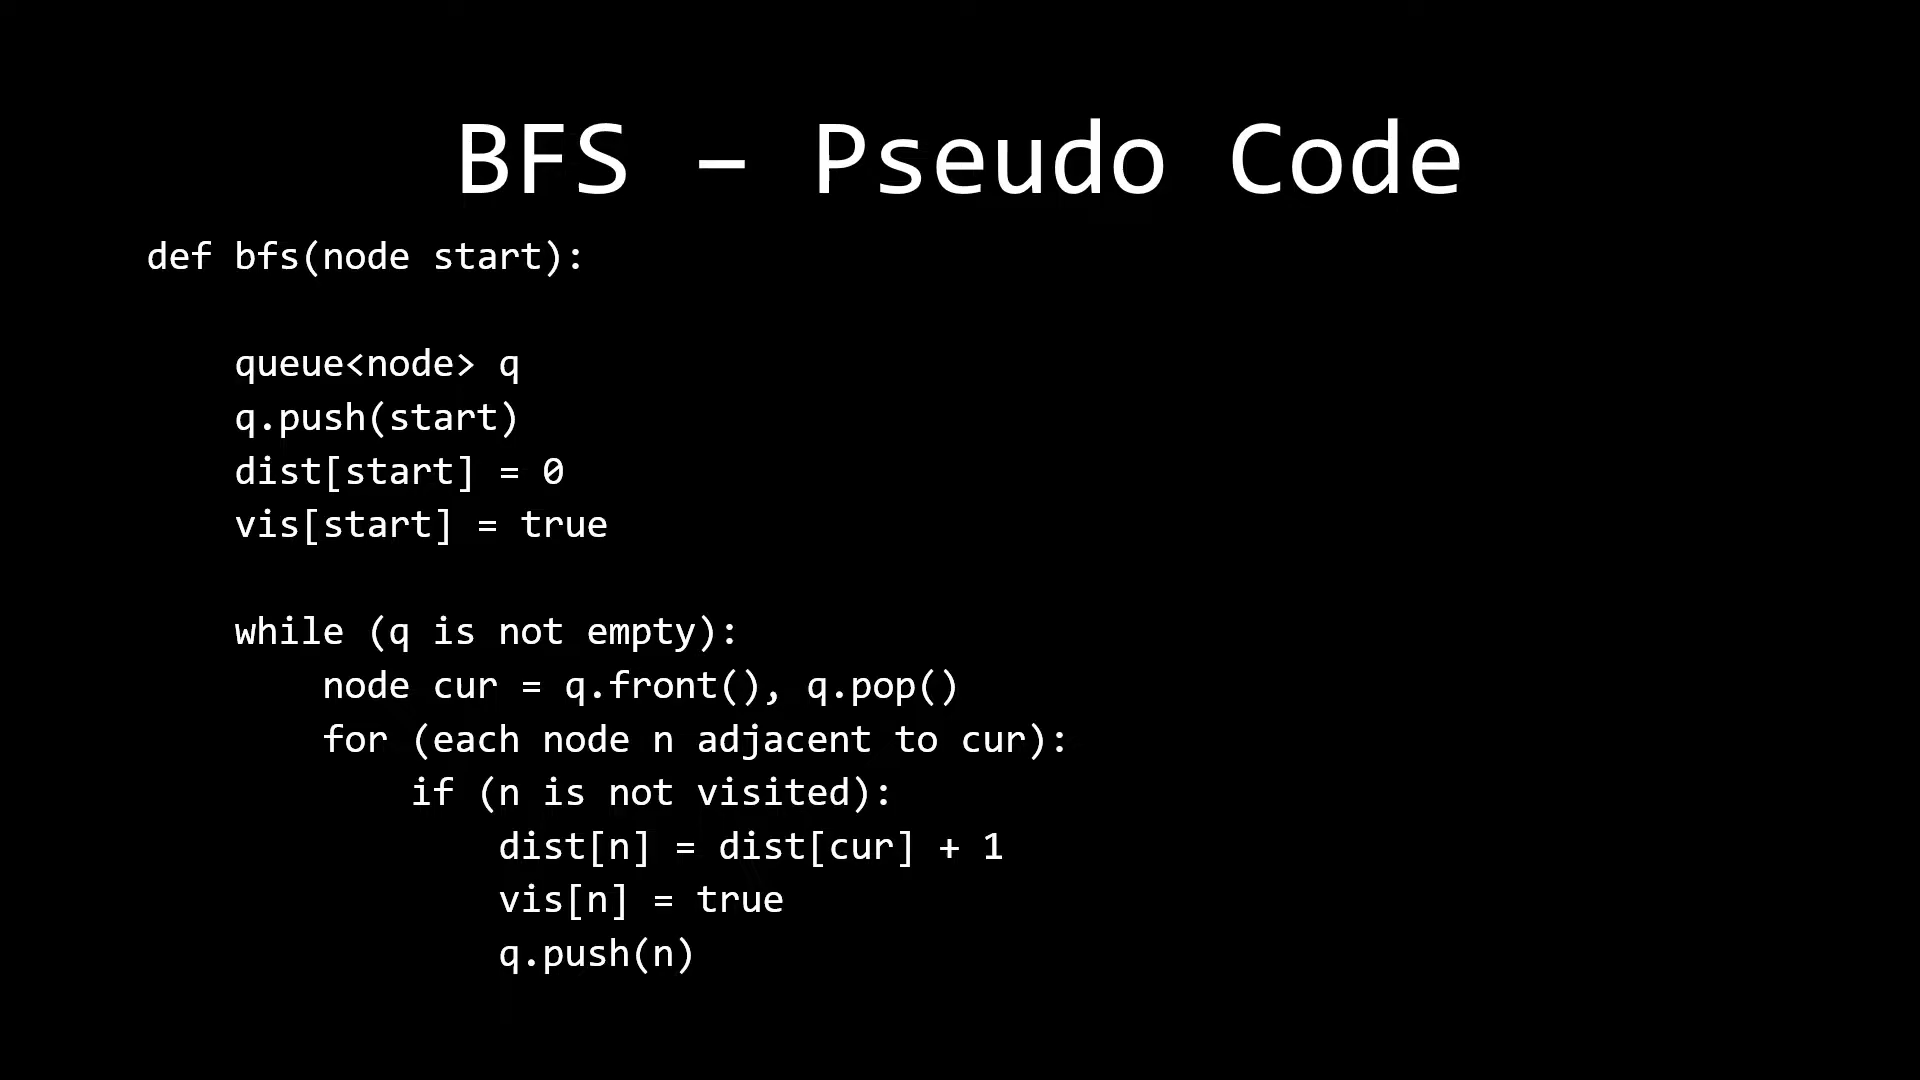 BFS – Pseudo Code
def bfs(node start):
queue<node> q
q.push(start)
dist[start] = 0
vis[start] = true
while (q is not empty):
node cur = q.front(), q.pop()
for (each node n adjacent to cur):
if (n is not visited):
dist[n] = dist[cur] + 1
vis[n] = true
q.push(n)